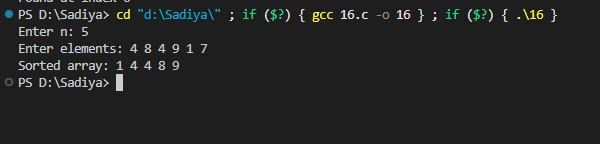 PS D:\Sadiya> cd "d:\Sadiya\" ; if ($?) { gcc 16.c -o 16 } ; if ($?) { .\16 }
Enter n: 5
Enter elements: 4 8 4 9 1 7
Sorted array: 1 4 4 8 9
PS D:\Sadiya>